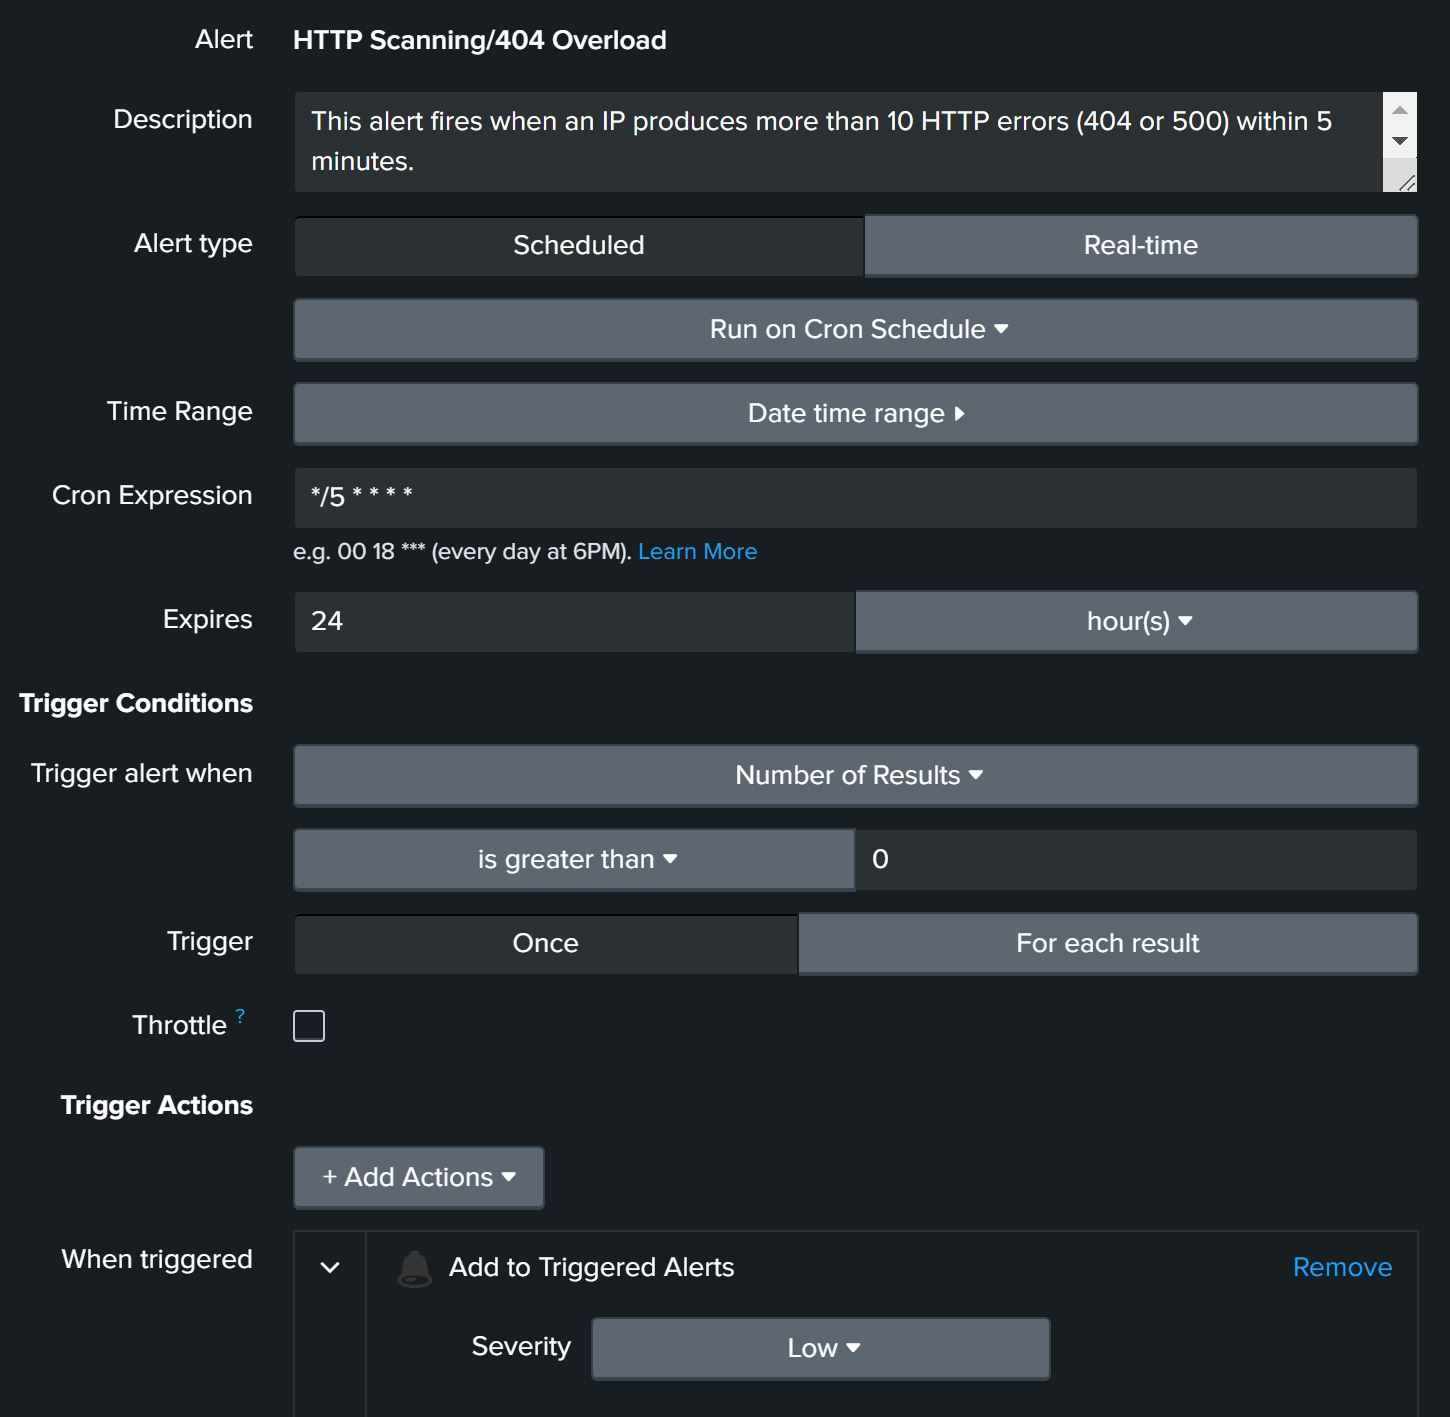 Alert HTTP Scanning/404 Overload
Description This alert fires when an IP produces more than 10 HTTP errors (404 or 500) within 5
minutes.
Alert type Scheduled Real-time
Run on Cron Schedule
Time Range Date time range
Cron Expression */5 * * * *
e.g. 00 18 *** (every day at 6PM). Learn More
Expires 24 hour(s)
Trigger Conditions
Trigger alert when Number of Results
is greater than 0
Trigger Once For each result
Throttle ?
Trigger Actions
+ Add Actions
When triggered Add to Triggered Alerts Remove
Severity Low